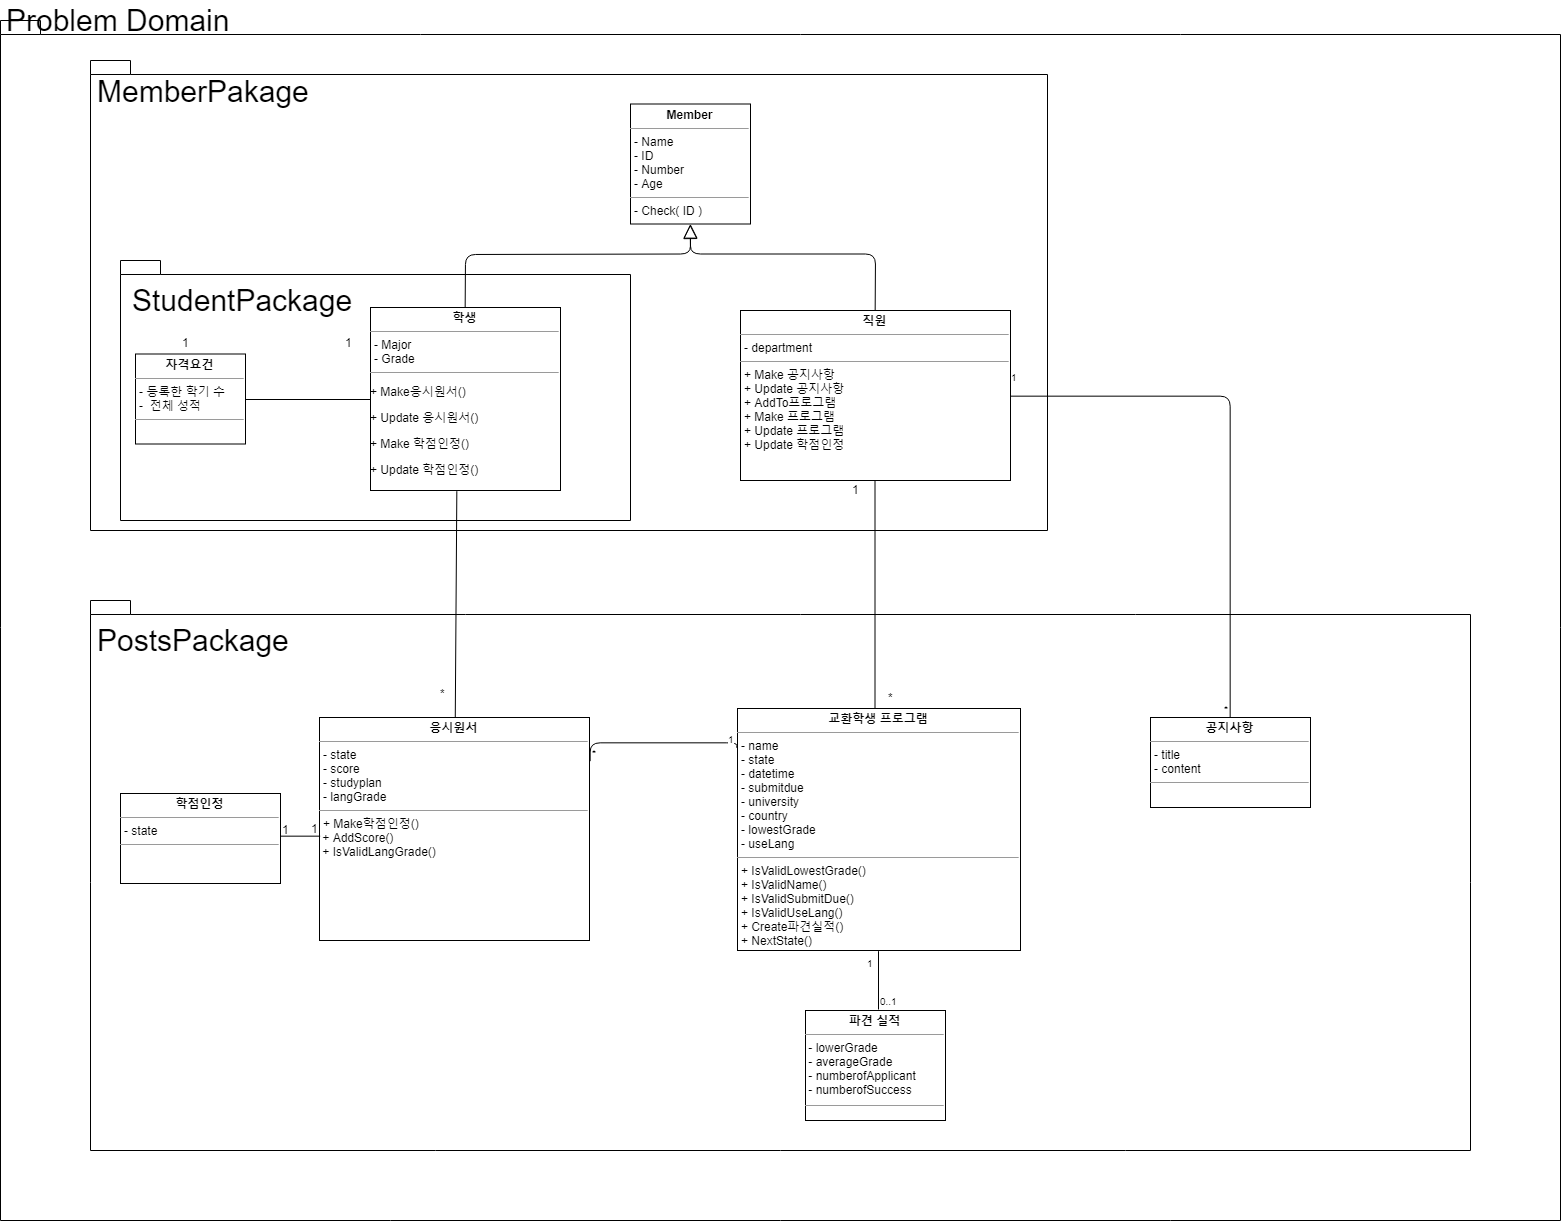 Problem Domain
MemberPakage
Member
- Name
- ID
- Number
- Age
- Check( ID )
StudentPackage
1
1
자격요건
- 등록한 학기 수
- 전체 성적
학생
- Major
- Grade
+ Make응시원서()
+ Update 응시원서()
+ Make 학점인정()
+ Update 학점인정()
직원
- department
+ Make 공지사항
+ Update 공지사항
+ AddTo프로그램
+ Make 프로그램
+ Update 프로그램
+ Update 학점인정
1
1
PostsPackage
*
*
*
학점인정
- state
1
1
응시원서
- state
- score
- studyplan
- langGrade
+ Make학점인정()
+ AddScore()
+ IsValidLangGrade()
*
1
교환학생 프로그램
- name
- state
- datetime
- submitdue
- university
- country
- lowestGrade
- useLang
+ IsValidLowestGrade()
+ IsValidName()
+ IsValidSubmitDue()
+ IsValidUseLang()
+ Create파견실적()
+ NextState()
공지사항
- title
- content
1
0..1
파견 실적
- lowerGrade
- averageGrade
- numberofApplicant
- numberofSuccess